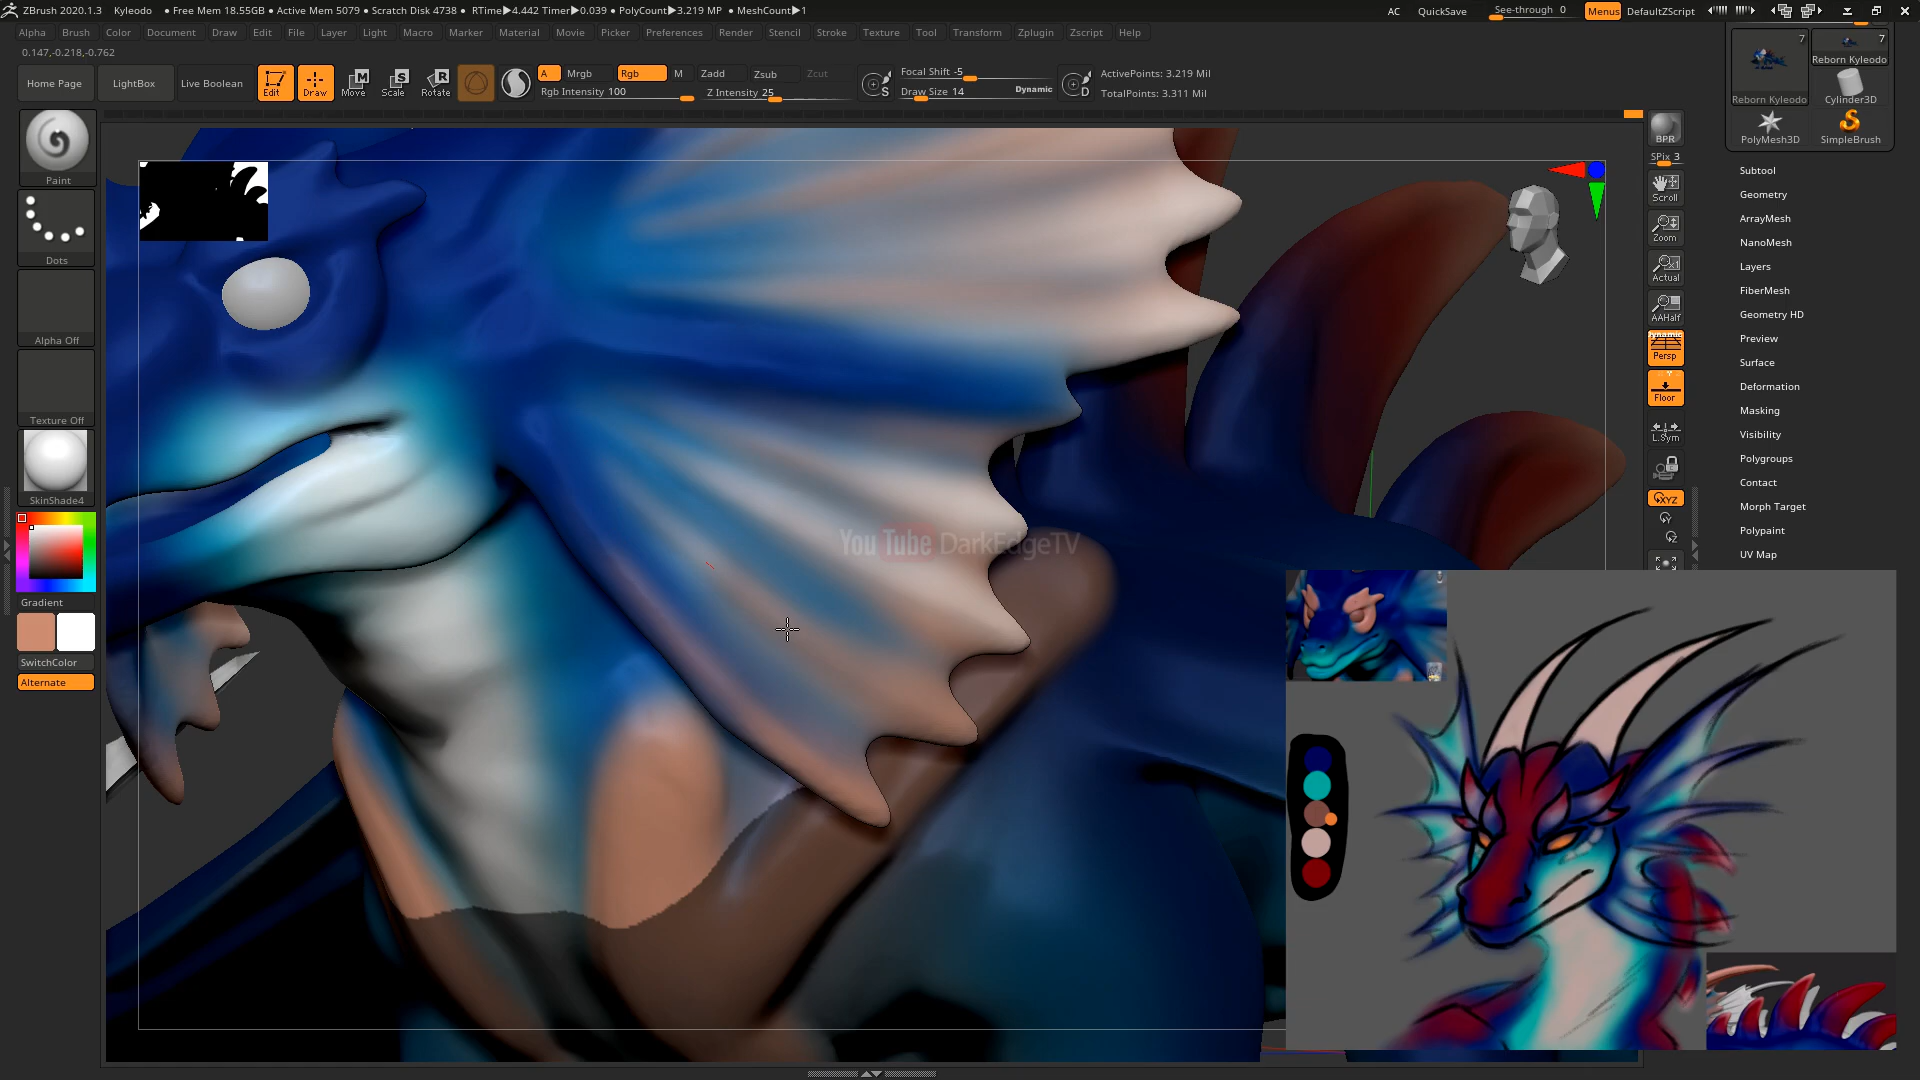 ZBrush 2020.1.3 Kyleodo • Free Mem 18.55GB • Active Mem 5079 • Scratch Disk 4738 • RTime▶4.442 Timer▶0.039 • PolyCount▶3.219 MP • MeshCount▶1
AC QuickSave See-through 0 Menus DefaultZScript
Alpha Brush Color Document Draw Edit File Layer Light Macro Marker Material Movie Picker Preferences Render Stencil Stroke Texture Tool Transform Zplugin Zscript Help
0.147,-0.218,-0.762
Home Page
LightBox
Live Boolean
Edit
Draw
Move
Scale
Rotate
A Mrgb Rgb M Zadd Zsub Zcut
Rgb Intensity 100 Z Intensity 25
S
Focal Shift -5
Draw Size 14 Dynamic
D
ActivePoints: 3.219 Mil
TotalPoints: 3.311 Mil
Paint
Dots
Alpha Off
Texture Off
SkinShade4
Gradient
SwitchColor
Alternate
You Tube DarkEdgeTV
BPR
SPix 3
Scroll
Zoom
Actual
AAHalf
Dynamic
Persp
Floor
L.Sym
XYZ
Y
Z
7
7
Reborn Kyleodo
Reborn Kyleodo
Cylinder3D
PolyMesh3D
SimpleBrush
Subtool
Geometry
ArrayMesh
NanoMesh
Layers
FiberMesh
Geometry HD
Preview
Surface
Deformation
Masking
Visibility
Polygroups
Contact
Morph Target
Polypaint
UV Map